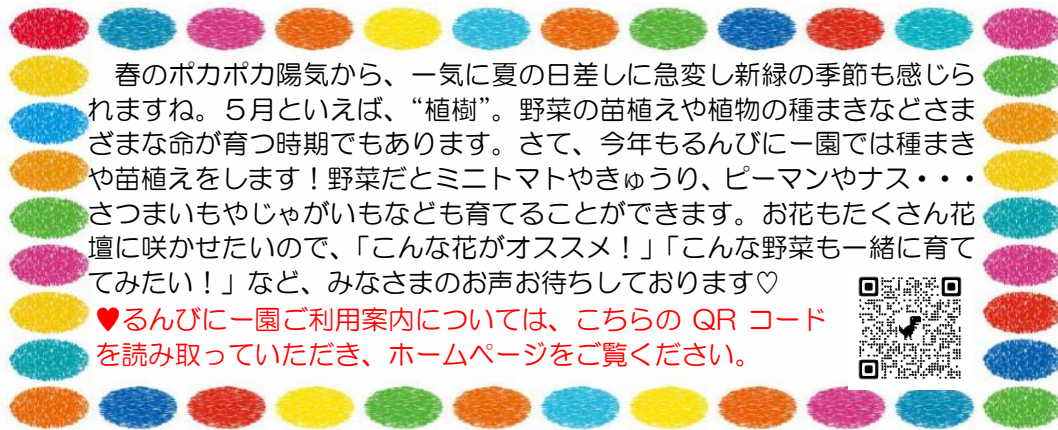 春のポカポカ陽気から、一気に夏の日差しに急変し新緑の季節も感じら
れますね。５月といえば、“植樹”。野菜の苗植えや植物の種まきなどさま
ざまな命が育つ時期でもあります。さて、今年もるんびにー園では種まき
や苗植えをします！野菜だとミニトマトやきゅうり、ピーマンやナス・・・
さつまいもやじゃがいもなども育てることができます。お花もたくさん花
壇に咲かせたいので、「こんな花がオススメ！」「こんな野菜も一緒に育て
てみたい！」など、みなさまのお声お待ちしております♡
♥るんびにー園ご利用案内については、こちらの QR コード
を読み取っていただき、ホームページをご覧ください。